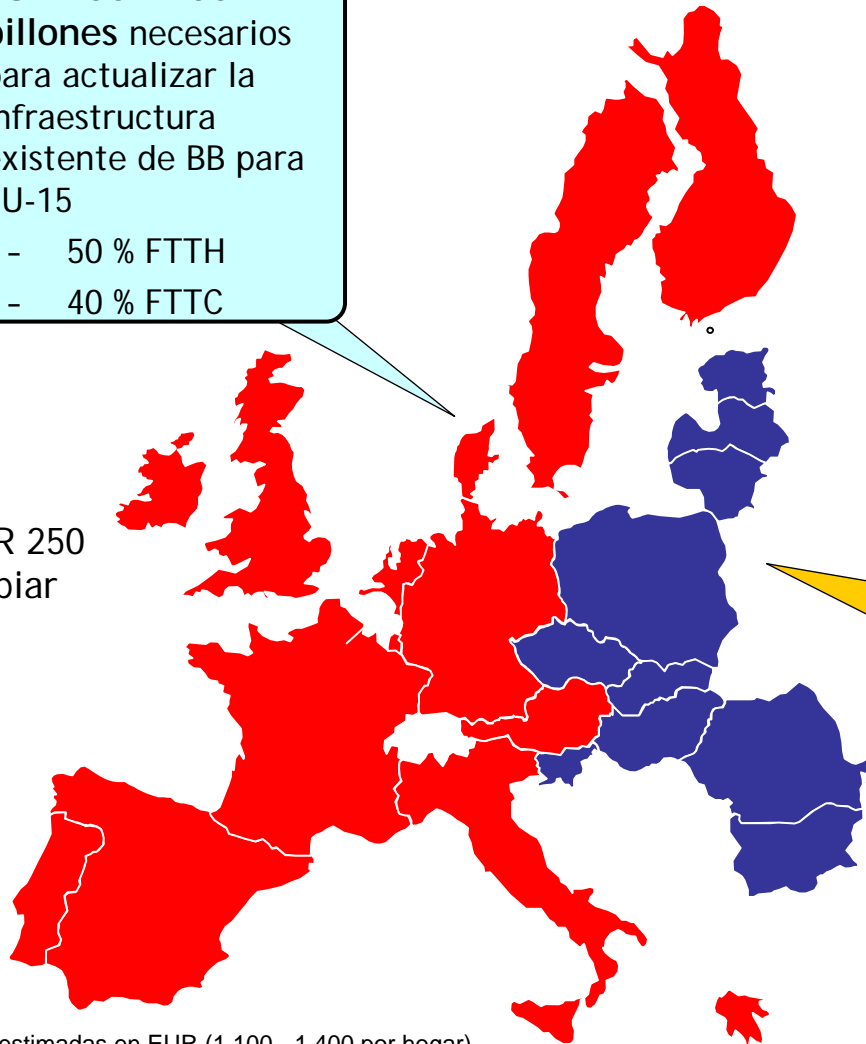 billones necesarios
para actualizar la
infraestructura
existente de BB para
U-15
- 50 % FTTH
- 40 % FTTC
R 250
biar
estimadas en EUR (1,100 - 1,400 por hogar)